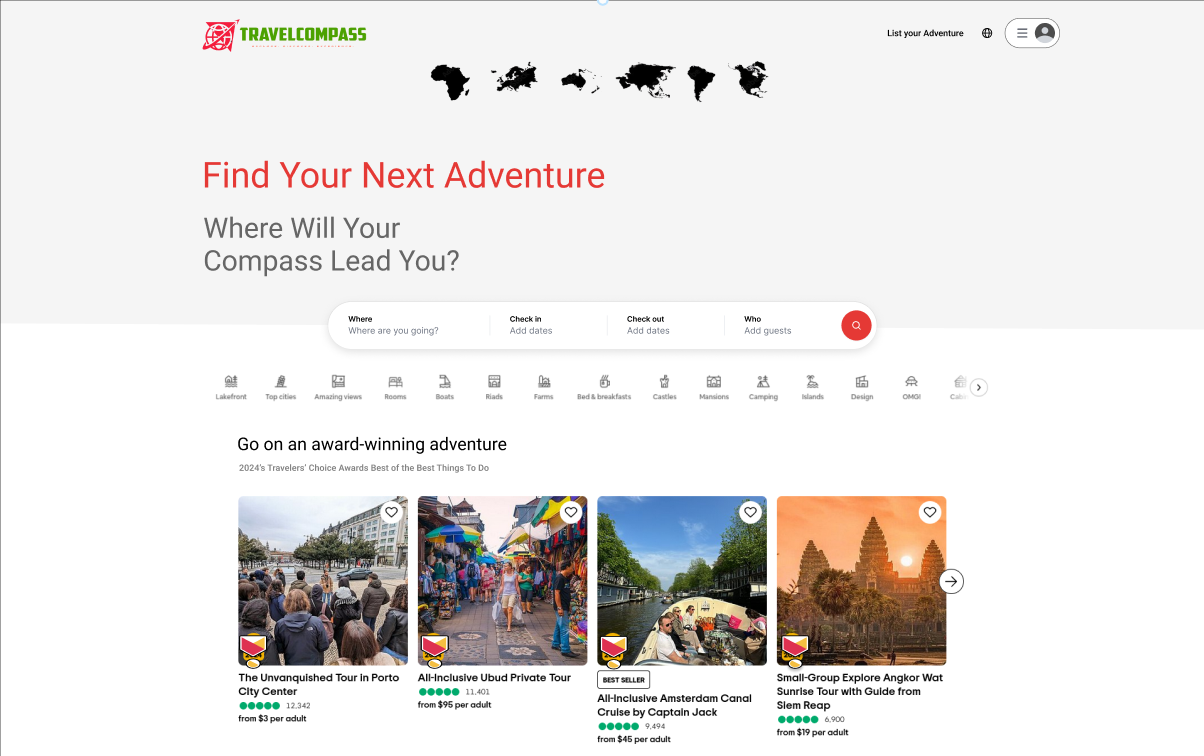 TRAVELCOMPASS
List your Adventure
Find Your Next Adventure
Where Will Your
Compass Lead You?
Where
Check in
Check out
Who
Where are you going?
Add dates
Add dates
Add guests
Lakefront
Top cities
Amazing views
Rooms
Boats
Riads
Farms
Bed & breakfasts
Castles
Mansions
Camping
Islands
Design
OMG!
Go on an award-winning adventure
2024's Travelers' Choice Awards Best of the Best Things To Do
The Unvanquished Tour in Porto
City Center
12,342
from $3 per adult
All-Inclusive Ubud Private Tour
11,401
from $95 per adult
BEST SELLER
All-Inclusive Amsterdam Canal
Cruise by Captain Jack
9,494
from $45 per adult
Small-Group Explore Angkor Wat
Sunrise Tour with Guide from
Siem Reap
6,900
from $19 per adult